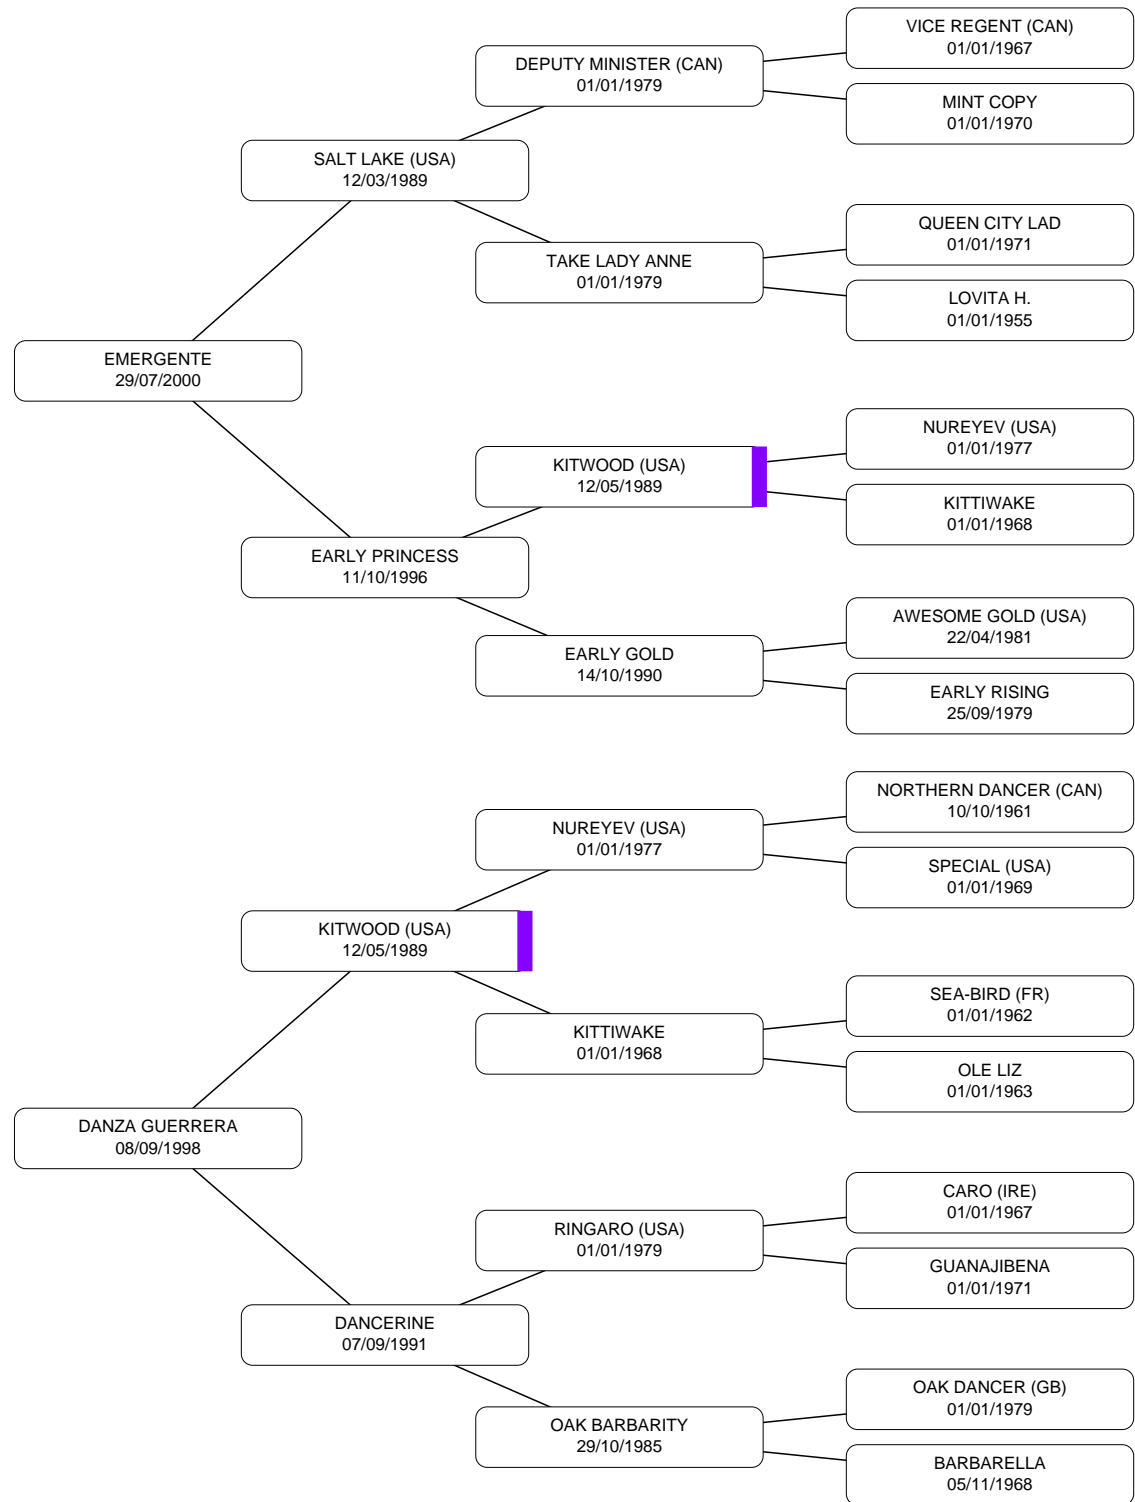 VICE REGENT (CAN)
01/01/1967
DEPUTY MINISTER (CAN)
01/01/1979
MINT COPY
01/01/1970
SALT LAKE (USA)
12/03/1989
QUEEN CITY LAD
01/01/1971
TAKE LADY ANNE
01/01/1979
LOVITA H.
01/01/1955
EMERGENTE
29/07/2000
NUREYEV (USA)
01/01/1977
KITWOOD (USA)
12/05/1989
KITTIWAKE
01/01/1968
EARLY PRINCESS
11/10/1996
AWESOME GOLD (USA)
22/04/1981
EARLY GOLD
14/10/1990
EARLY RISING
25/09/1979
NORTHERN DANCER (CAN)
10/10/1961
NUREYEV (USA)
01/01/1977
SPECIAL (USA)
01/01/1969
KITWOOD (USA)
12/05/1989
SEA-BIRD (FR)
01/01/1962
KITTIWAKE
01/01/1968
OLE LIZ
01/01/1963
DANZA GUERRERA
08/09/1998
CARO (IRE)
01/01/1967
RINGARO (USA)
01/01/1979
GUANAJIBENA
01/01/1971
DANCERINE
07/09/1991
OAK DANCER (GB)
01/01/1979
OAK BARBARITY
29/10/1985
BARBARELLA
05/11/1968